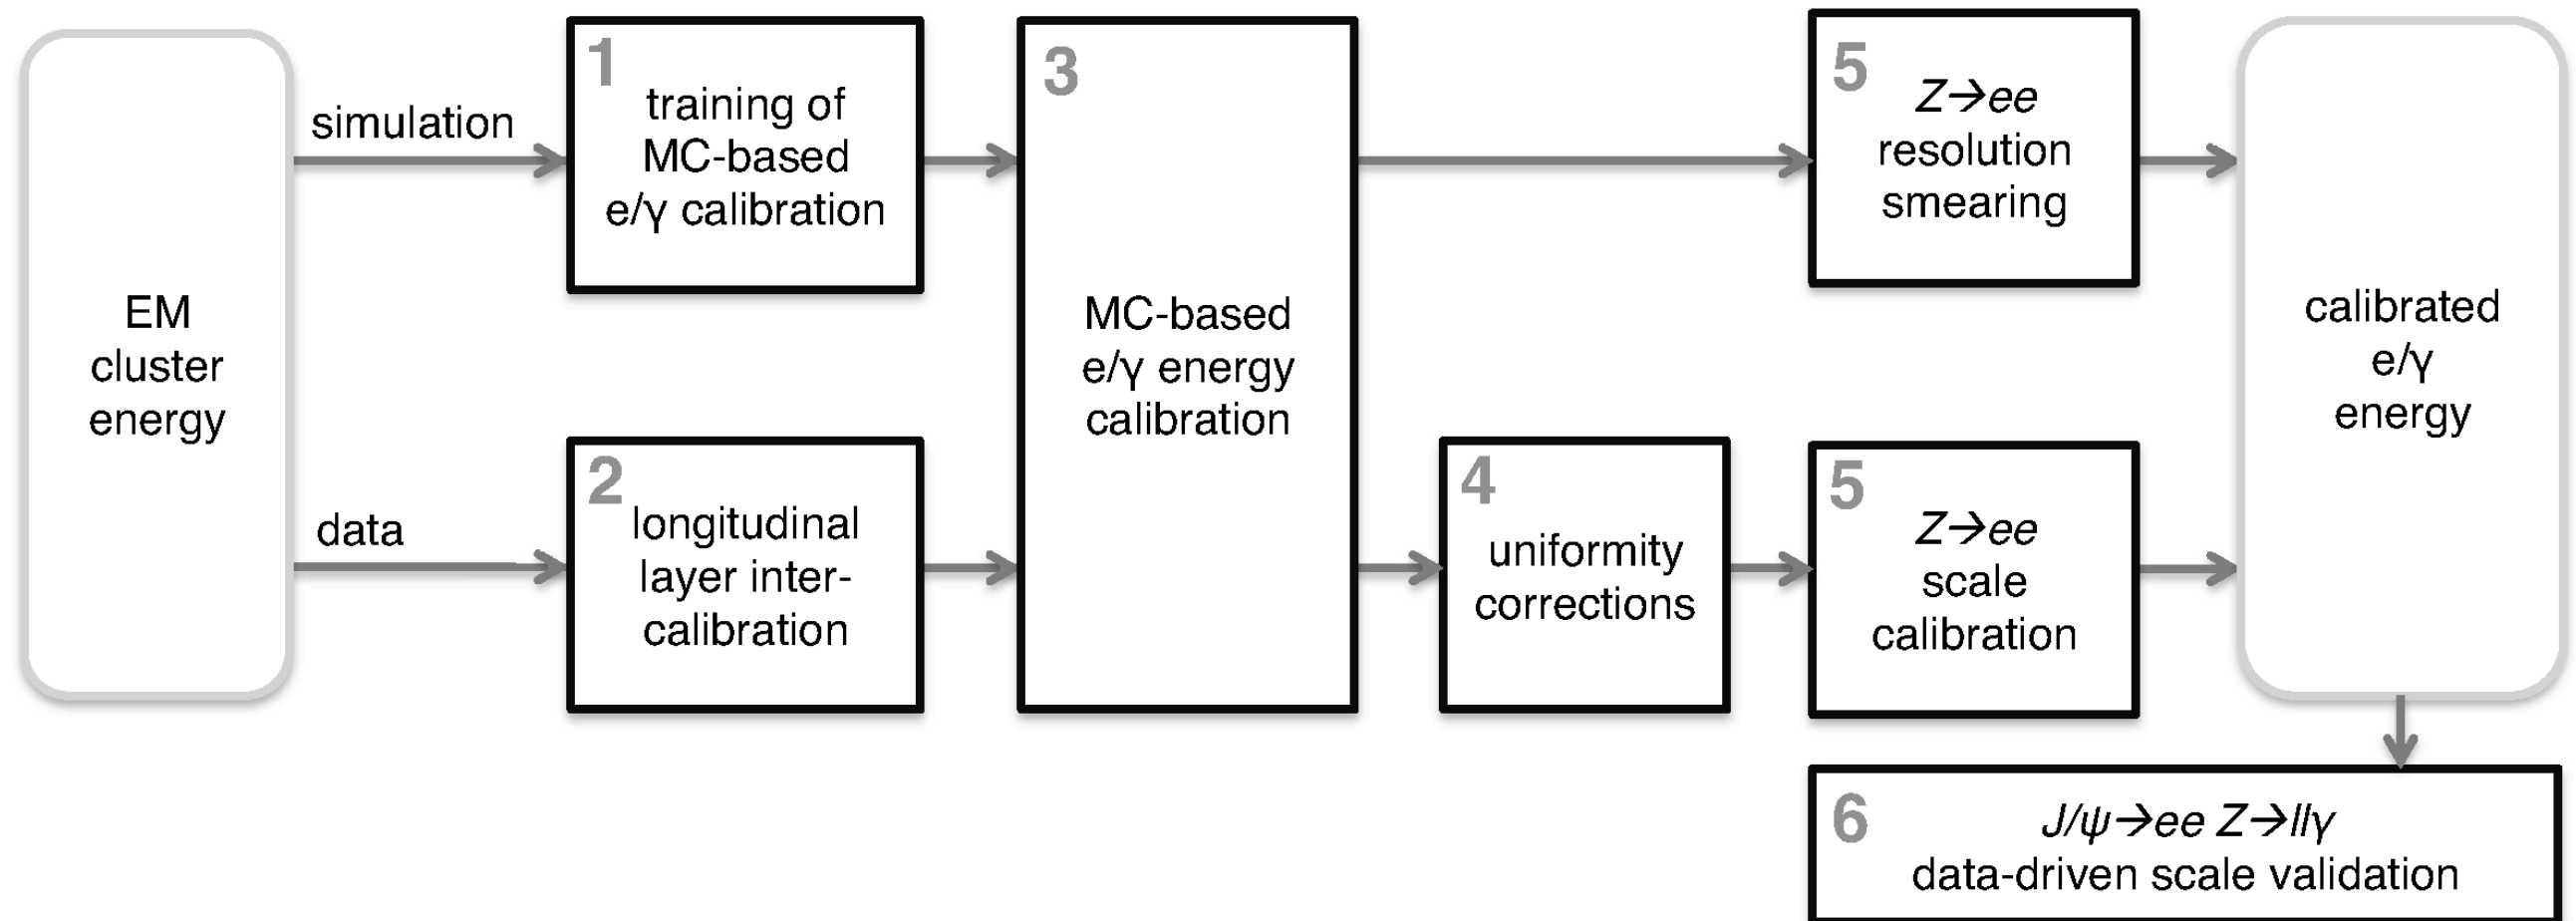 EM
cluster
energy
simulation
data
1
training of
MC-based
e/γ calibration
2
longitudinal
layer inter-
calibration
3
MC-based
e/γ energy
calibration
4
uniformity
corrections
5
Z→ee
resolution
smearing
5
Z→ee
scale
calibration
calibrated
e/γ
energy
6
J/ψ→ee Z→llγ
data-driven scale validation